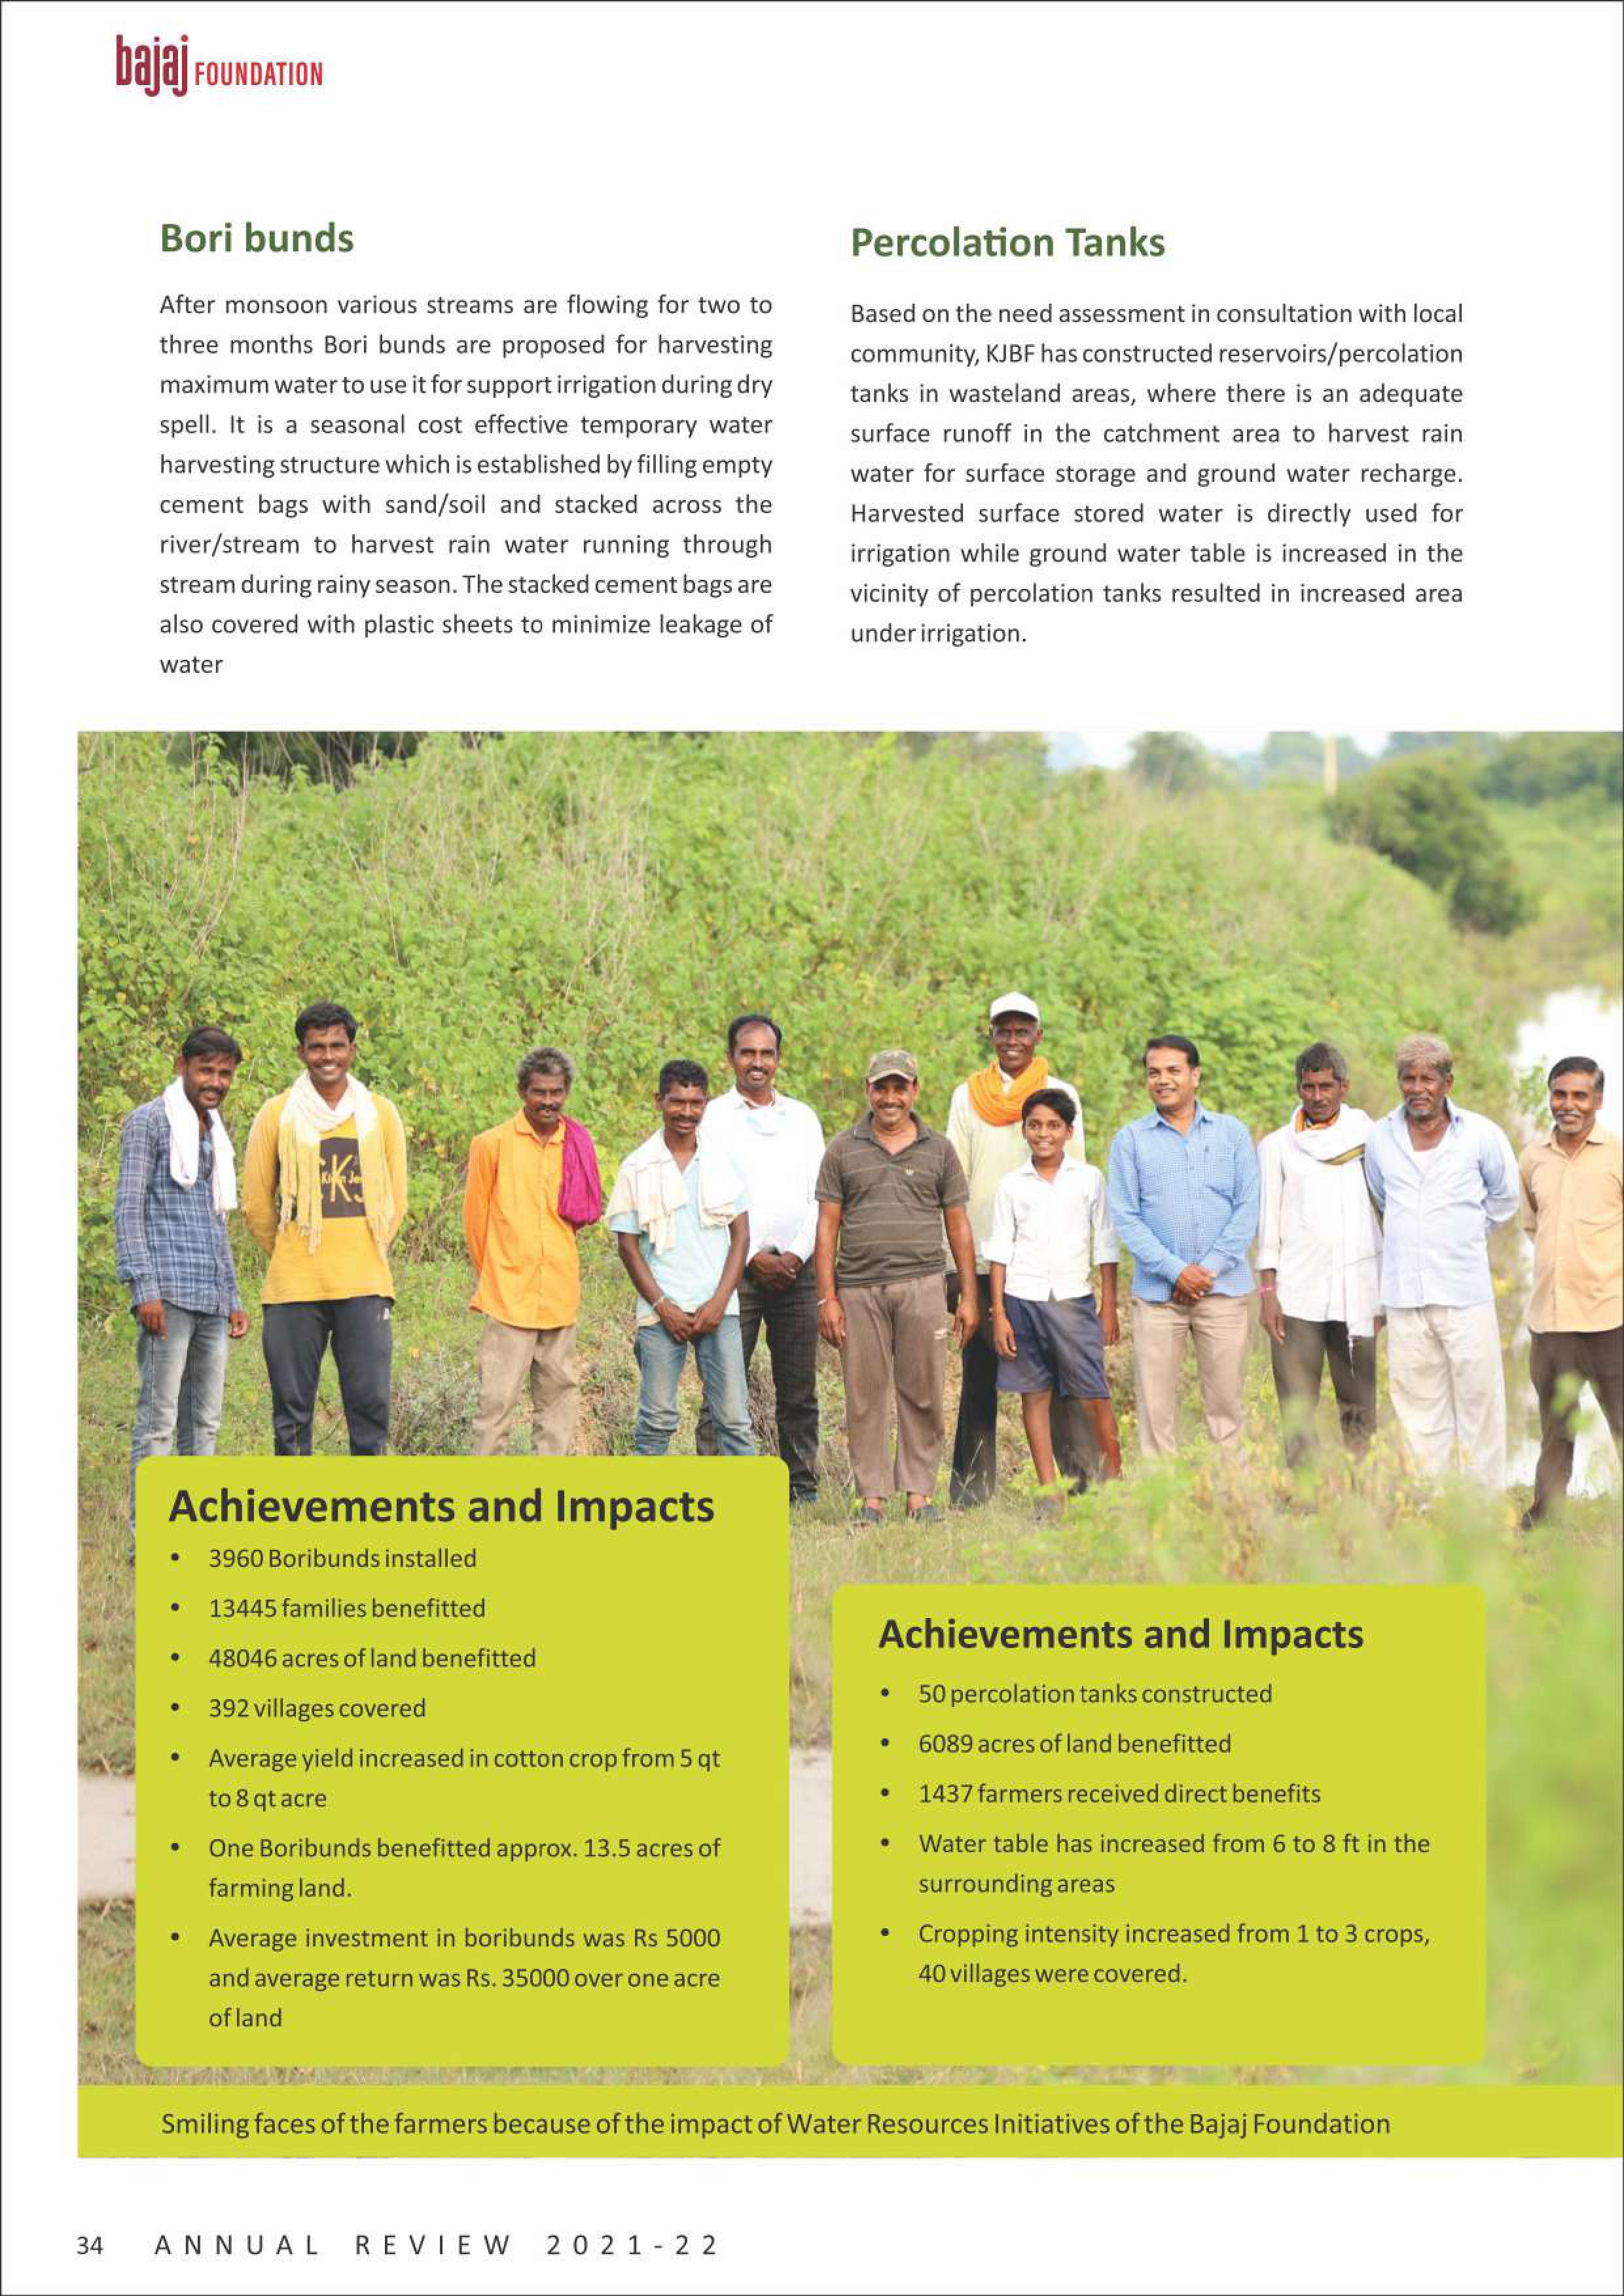 bajaj FOUNDATION
Bori bunds
After monsoon various streams are flowing for two to
three months Bori bunds are proposed for harvesting
maximum water to use it for support irrigation during dry
spell. It is a seasonal cost effective temporary water
harvesting structure which is established by filling empty
cement bags with sand/soil and stacked across the
river/stream to harvest rain water running through
stream during rainy season. The stacked cement bags are
also covered with plastic sheets to minimize leakage of
water
Percolation Tanks
Based on the need assessment in consultation with local
community, KJBF has constructed reservoirs/percolation
tanks in wasteland areas, where there is an adequate
surface runoff in the catchment area to harvest rain
water for surface storage and ground water recharge.
Harvested surface stored water is directly used for
irrigation while ground water table is increased in the
vicinity of percolation tanks resulted in increased area
under irrigation.
Achievements and Impacts
• 3960 Boribunds installed
• 13445 families benefitted
• 48046 acres of land benefitted
• 392 villages covered
• Average yield increased in cotton crop from 5 qt
to 8 qt acre
• One Boribunds benefitted approx. 13.5 acres of
farming land.
• Average investment in boribunds was Rs 5000
and average return was Rs. 35000 over one acre
of land
Achievements and Impacts
• 50 percolation tanks constructed
• 6089 acres of land benefitted
• 1437 farmers received direct benefits
• Water table has increased from 6 to 8 ft in the
surrounding areas
• Cropping intensity increased from 1 to 3 crops,
40 villages were covered.
Smiling faces of the farmers because of the impact of Water Resources Initiatives of the Bajaj Foundation
34 ANNUAL REVIEW 2021-22